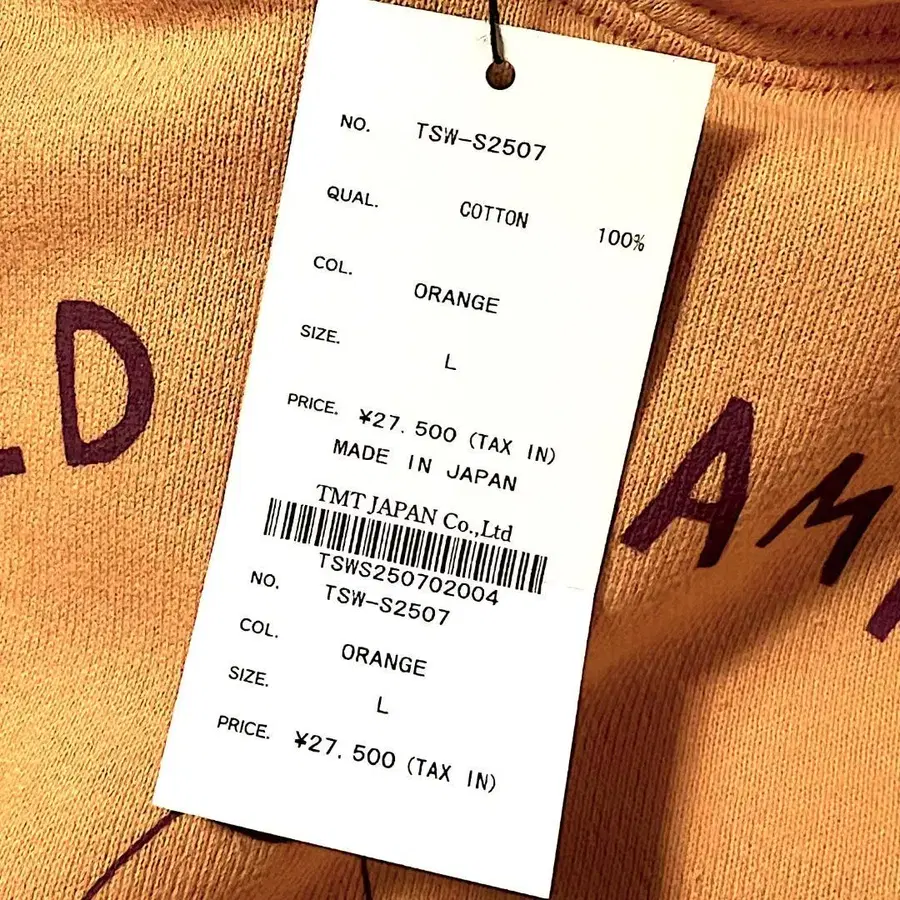 NO. TSW-S2507
QUAL. COTTON 100%
COL. ORANGE
SIZE. L
PRICE. ¥27.500 (TAX IN)
MADE IN JAPAN
TMT JAPAN Co.,Ltd
TSWS250702004
NO. TSW-S2507
COL. ORANGE
SIZE. L
PRICE. ¥27.500 (TAX IN)
LD
AM